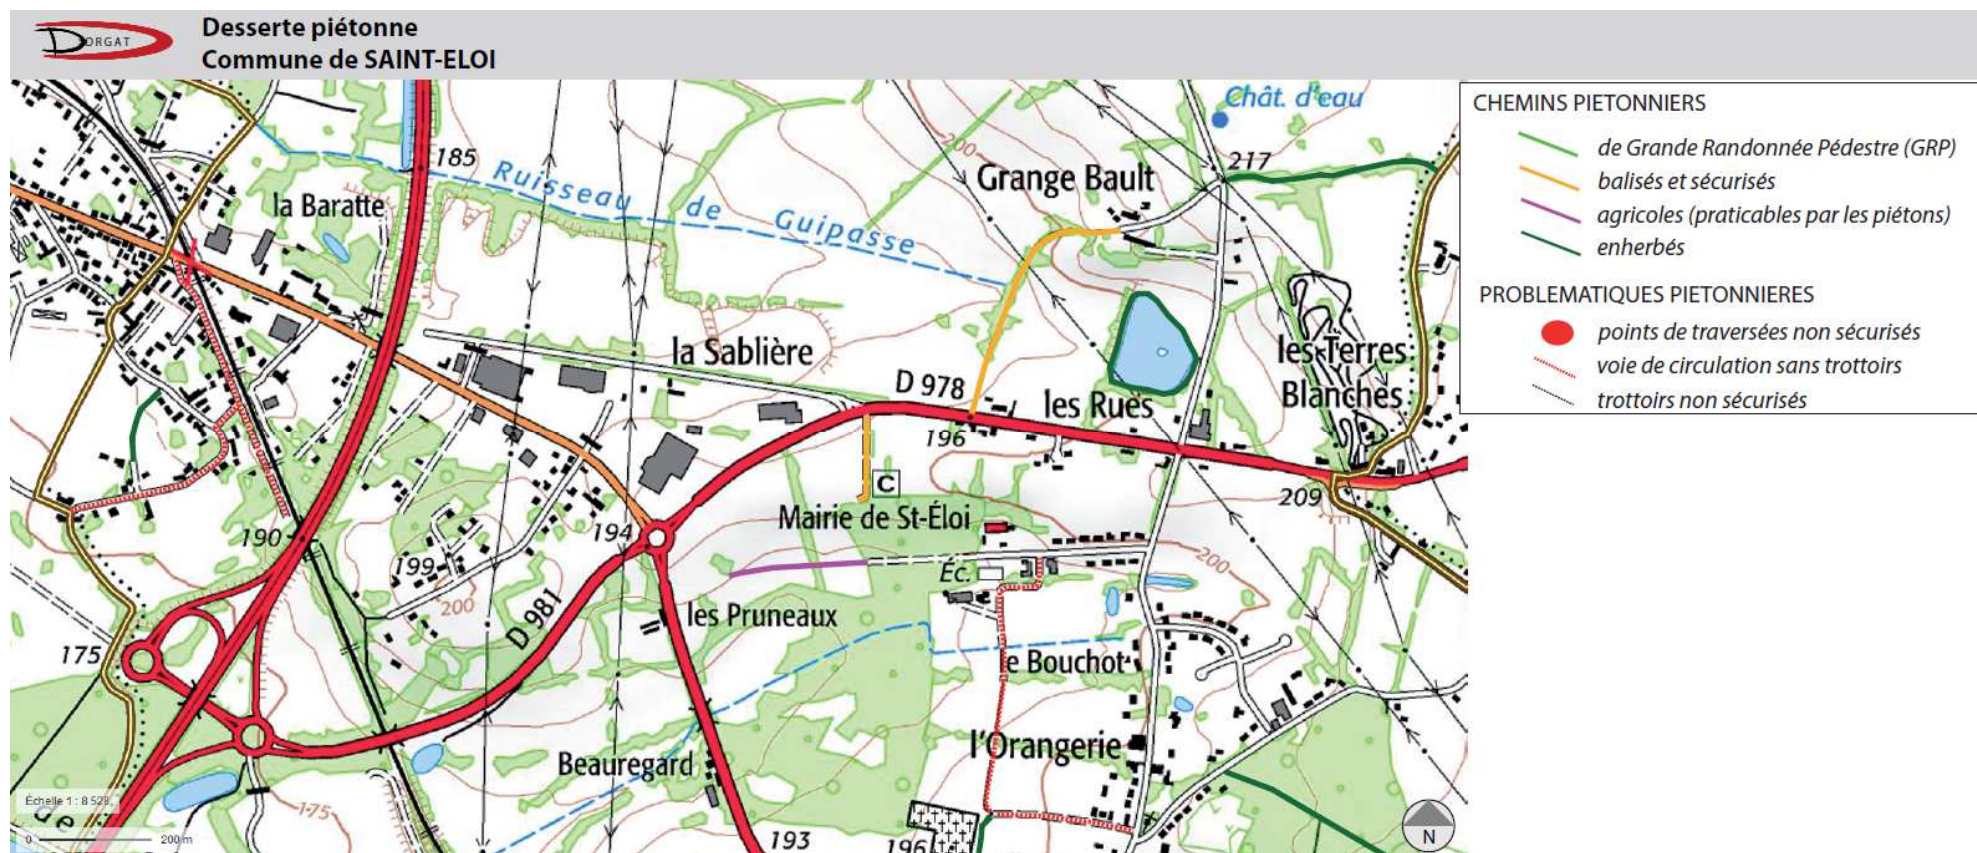 DORGAT
Desserte piétonne
Commune de SAINT-ELOI
CHEMINS PIETONNIERS
de Grande Randonnée Pédestre (GRP)
balisés et sécurisés
agricoles (praticables par les piétons)
enherbés
PROBLEMATIQUES PIETONNIERES
points de traversées non sécurisés
voie de circulation sans trottoirs
trottoirs non sécurisés
Chât. d'eau
185
200
217
Ruisseau de Guipasse
Grange Bault
la Baratte
la Sablière
D 978
les Rues
les Terres
Blanches
196
C
209
Mairie de St-Éloi
194
190
199
200
Éc.
200
D 981
les Pruneaux
175
e Bouchot
l'Orangerie
Beauregard
Échelle 1 : 8 528
175
de
0 200 m
193
196
N